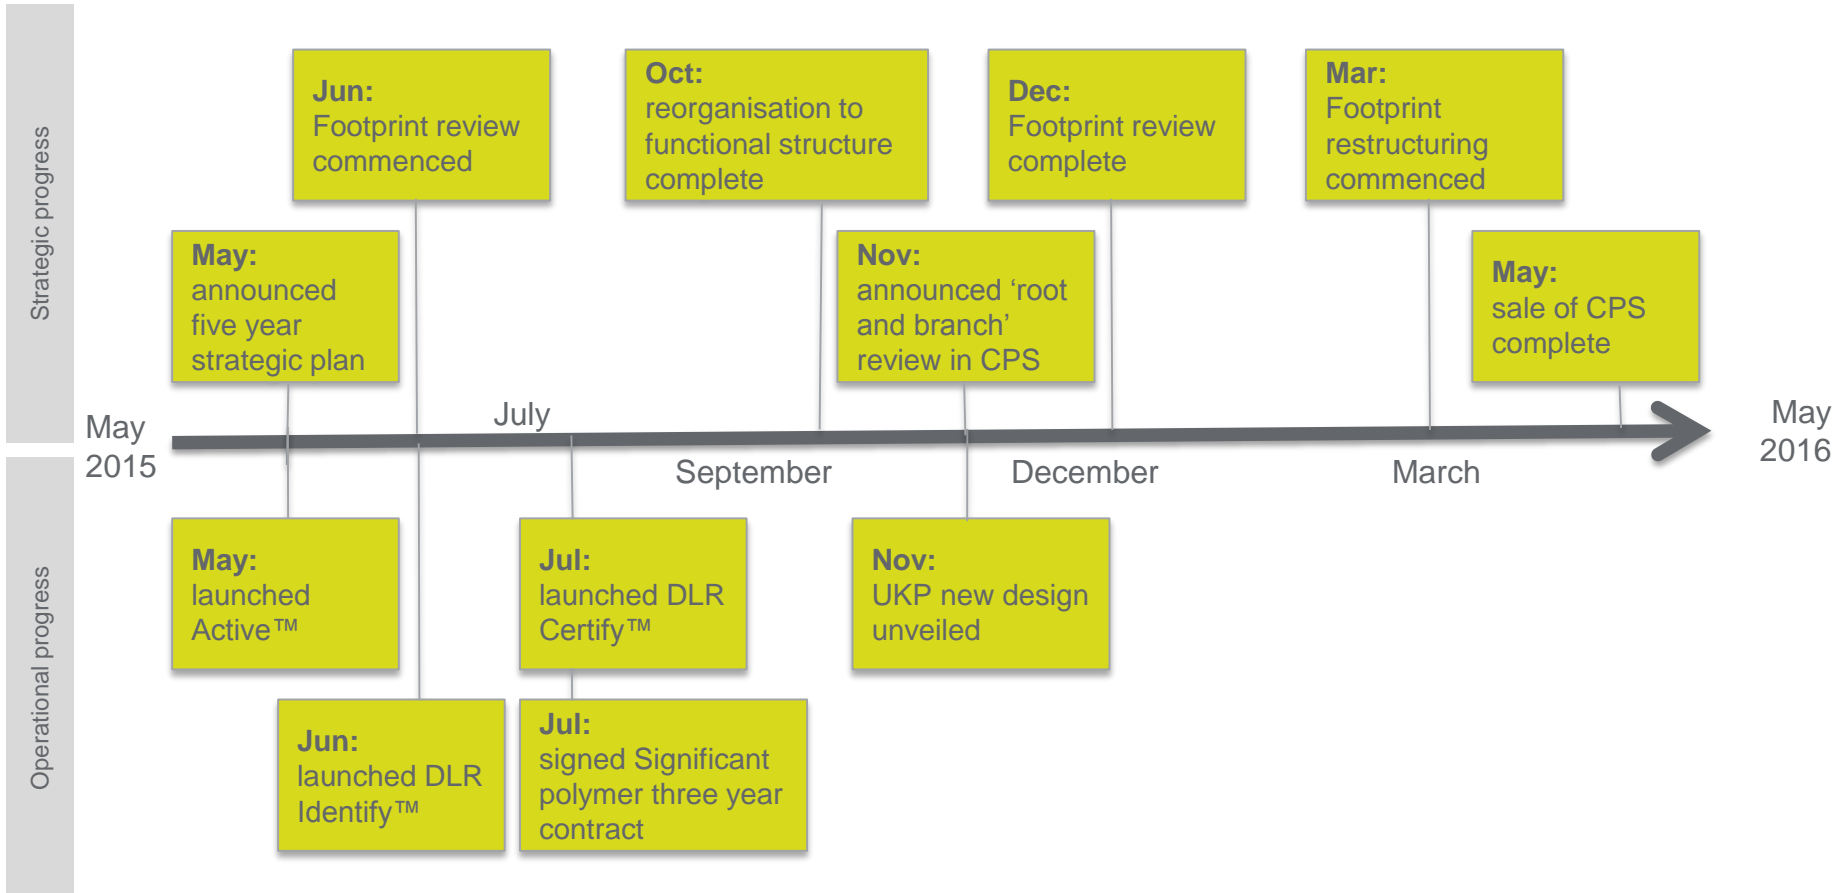 Strategic progress
Jun:
Footprint review
commenced
Oct:
reorganisation to
functional structure
complete
Dec:
Footprint review
complete
Mar:
Footprint
restructuring
commenced
May:
announced
five year
strategic plan
Nov:
announced ‘root
and branch’
review in CPS
May:
sale of CPS
complete
May
2015
July
September
December
March
May
2016
Operational progress
May:
launched
Active™
Jul:
launched DLR
Certify™
Nov:
UKP new design
unveiled
Jun:
launched DLR
Identify™
Jul:
signed Significant
polymer three year
contract